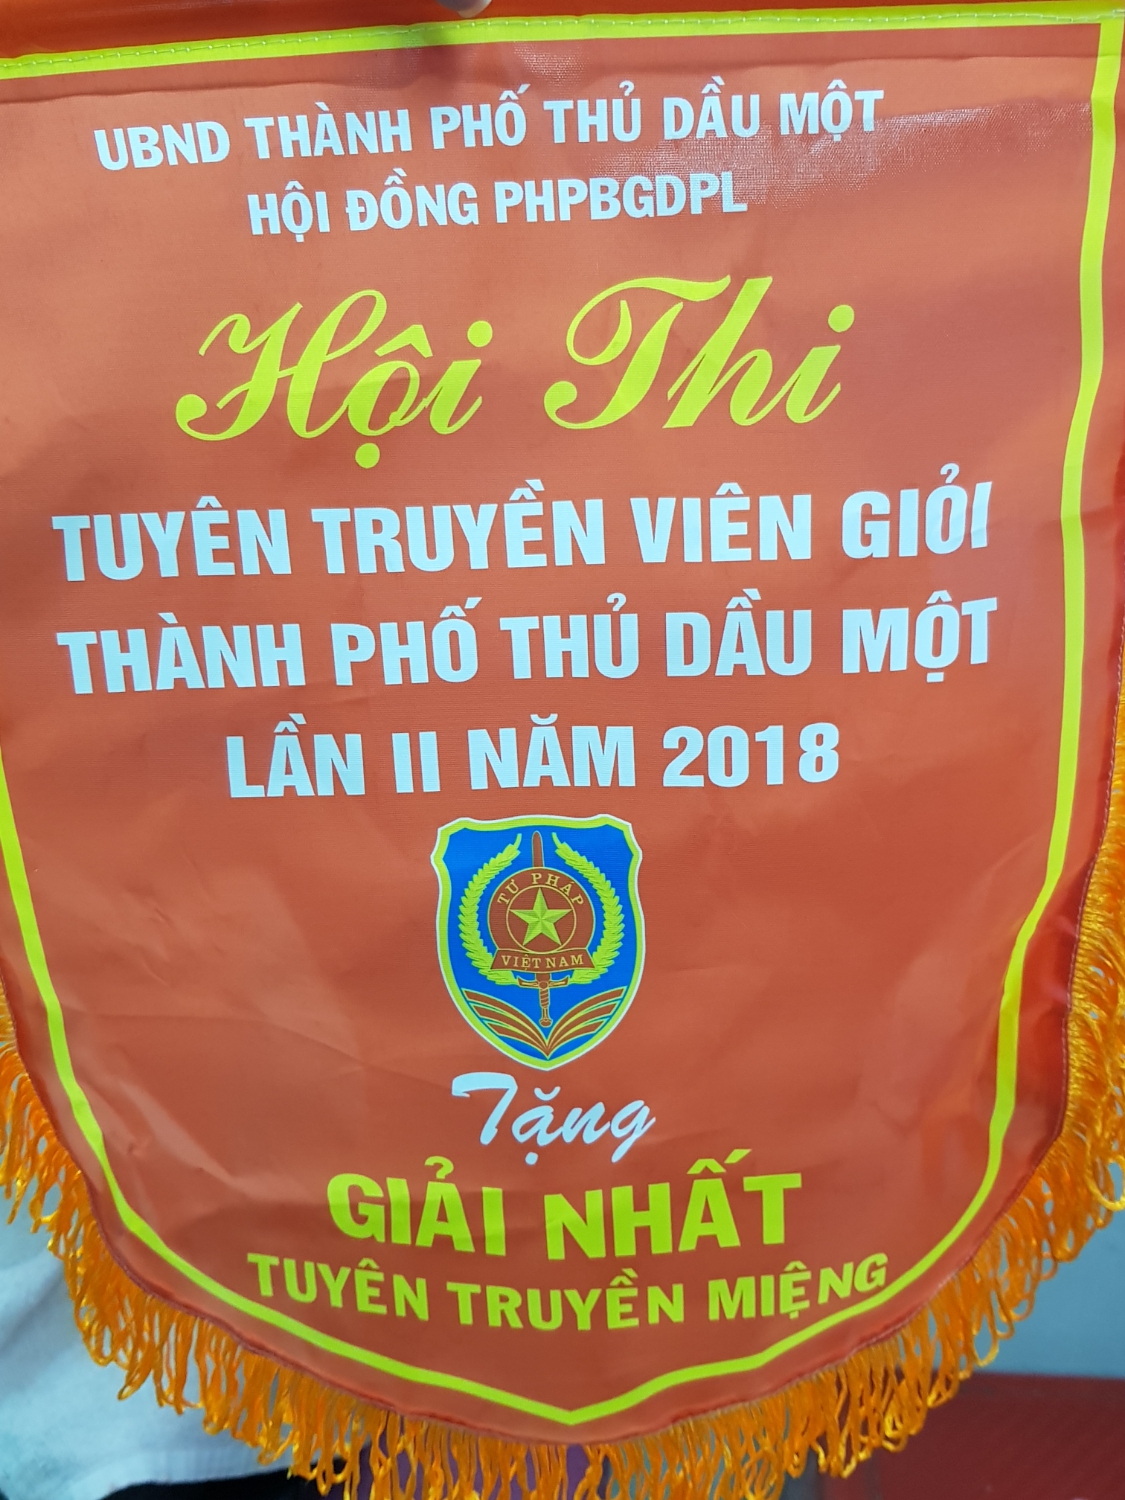 UBND THÀNH PHỐ THỦ DẦU MỘT
HỘI ĐỒNG PHPBGDPL
Hội Thi
TUYÊN TRUYỀN VIÊN GIỎI
THÀNH PHỐ THỦ DẦU MỘT
LẦN II NĂM 2018
TƯ PHÁP
VIỆT NAM
Tặng
GIẢI NHẤT
TUYÊN TRUYỀN MIỆNG